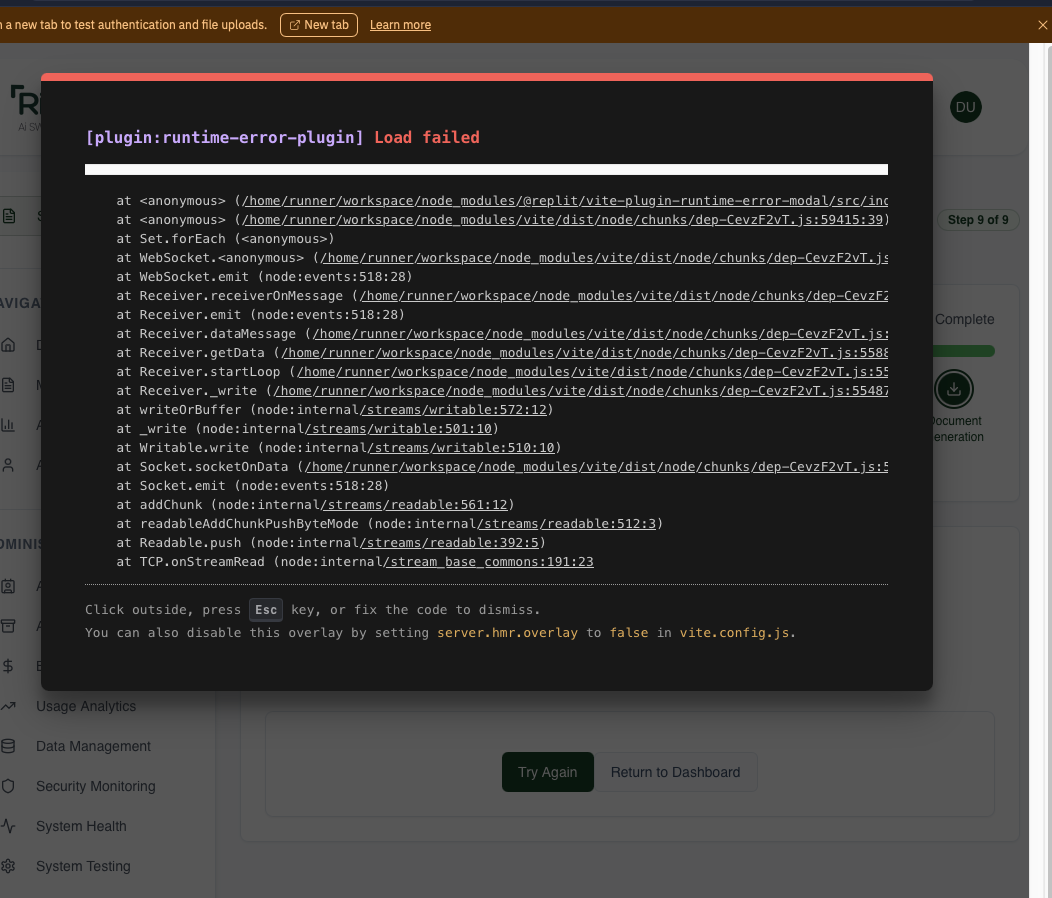 a new tab to test authentication and file uploads. New tab Learn more
DU
[plugin:runtime-error-plugin] Load failed
at <anonymous> (/home/runner/workspace/node_modules/@replit/vite-plugin-runtime-error-modal/src/ind
at <anonymous> (/home/runner/workspace/node_modules/vite/dist/node/chunks/dep-CevzF2vT.js:59415:39)
at Set.forEach (<anonymous>)
at WebSocket.<anonymous> (/home/runner/workspace/node_modules/vite/dist/node/chunks/dep-CevzF2vT.js
at WebSocket.emit (node:events:518:28)
at Receiver.receiverOnMessage (/home/runner/workspace/node_modules/vite/dist/node/chunks/dep-CevzF2
at Receiver.emit (node:events:518:28)
at Receiver.dataMessage (/home/runner/workspace/node_modules/vite/dist/node/chunks/dep-CevzF2vT.js:
at Receiver.getData (/home/runner/workspace/node_modules/vite/dist/node/chunks/dep-CevzF2vT.js:5588
at Receiver.startLoop (/home/runner/workspace/node_modules/vite/dist/node/chunks/dep-CevzF2vT.js:55
at Receiver._write (/home/runner/workspace/node_modules/vite/dist/node/chunks/dep-CevzF2vT.js:55487
at writeOrBuffer (node:internal/streams/writable:572:12)
at _write (node:internal/streams/writable:501:10)
at Writable.write (node:internal/streams/writable:510:10)
at Socket.socketOnData (/home/runner/workspace/node_modules/vite/dist/node/chunks/dep-CevzF2vT.js:5
at Socket.emit (node:events:518:28)
at addChunk (node:internal/streams/readable:561:12)
at readableAddChunkPushByteMode (node:internal/streams/readable:512:3)
at Readable.push (node:internal/streams/readable:392:5)
at TCP.onStreamRead (node:internal/stream_base_commons:191:23
Click outside, press Esc key, or fix the code to dismiss.
You can also disable this overlay by setting server.hmr.overlay to false in vite.config.js.
Step 9 of 9
Complete
ocument
eneration
Usage Analytics
Data Management
Security Monitoring
System Health
System Testing
Try Again
Return to Dashboard